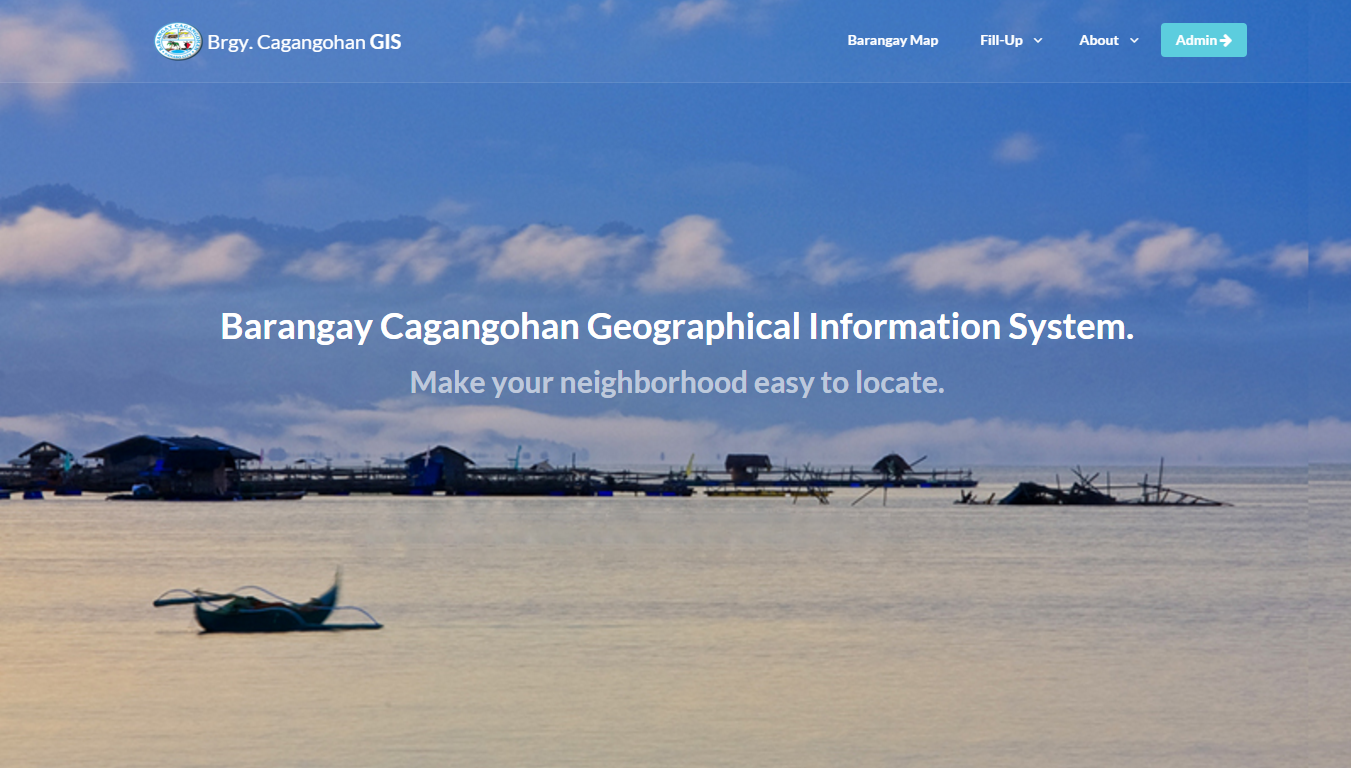 Brgy. Cagangohan GIS
Barangay Map
Fill-Up
About
Admin
Barangay Cagangohan Geographical Information System.
Make your neighborhood easy to locate.